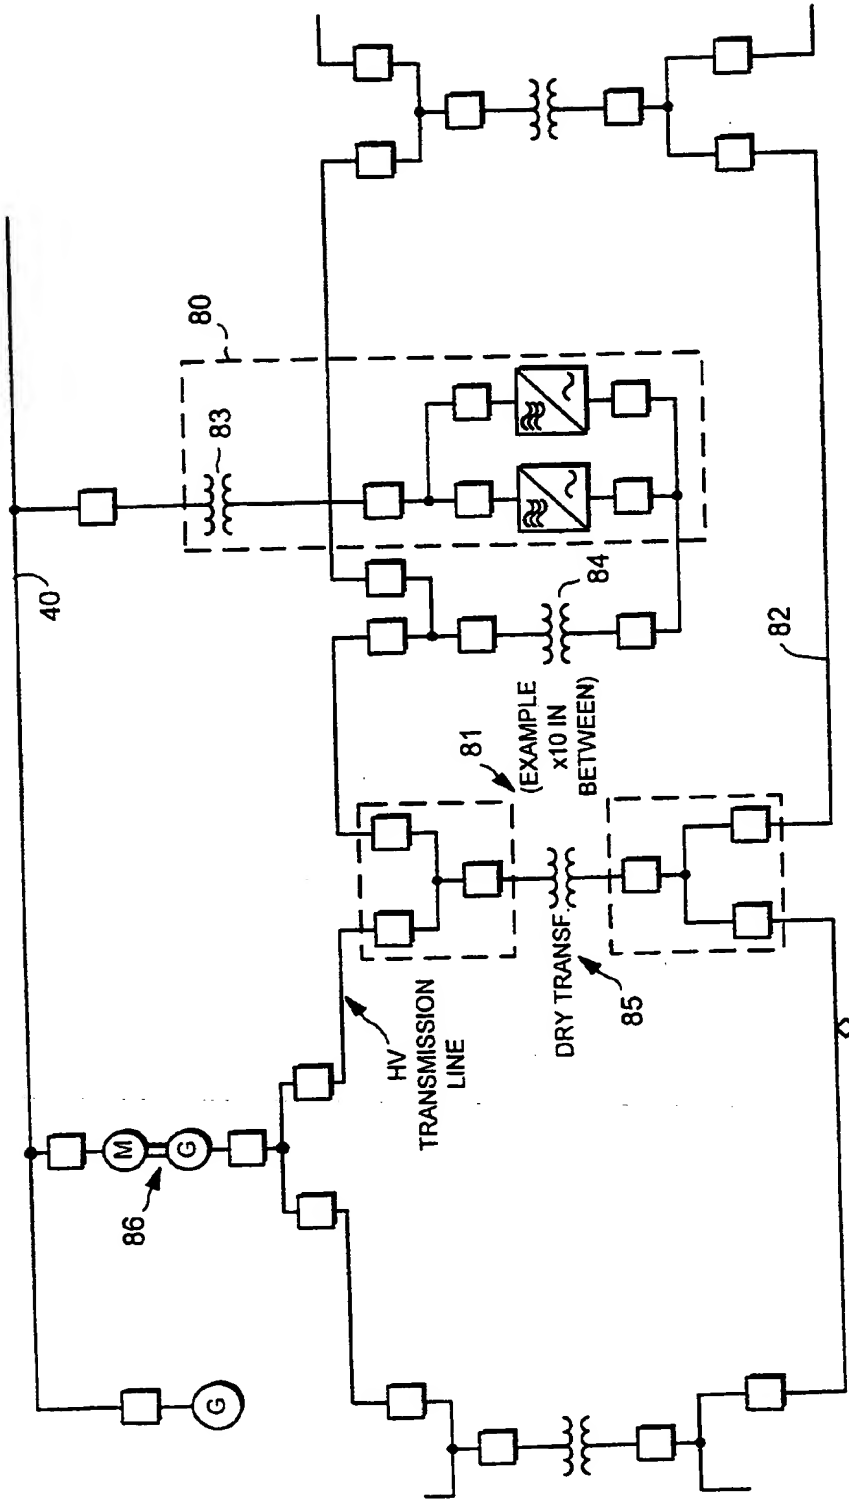 40
G
M
G
86
HV
TRANSMISSION
LINE
81
(EXAMPLE
x10 IN
BETWEEN)
DRY TRANSF.
85
84
83
80
82